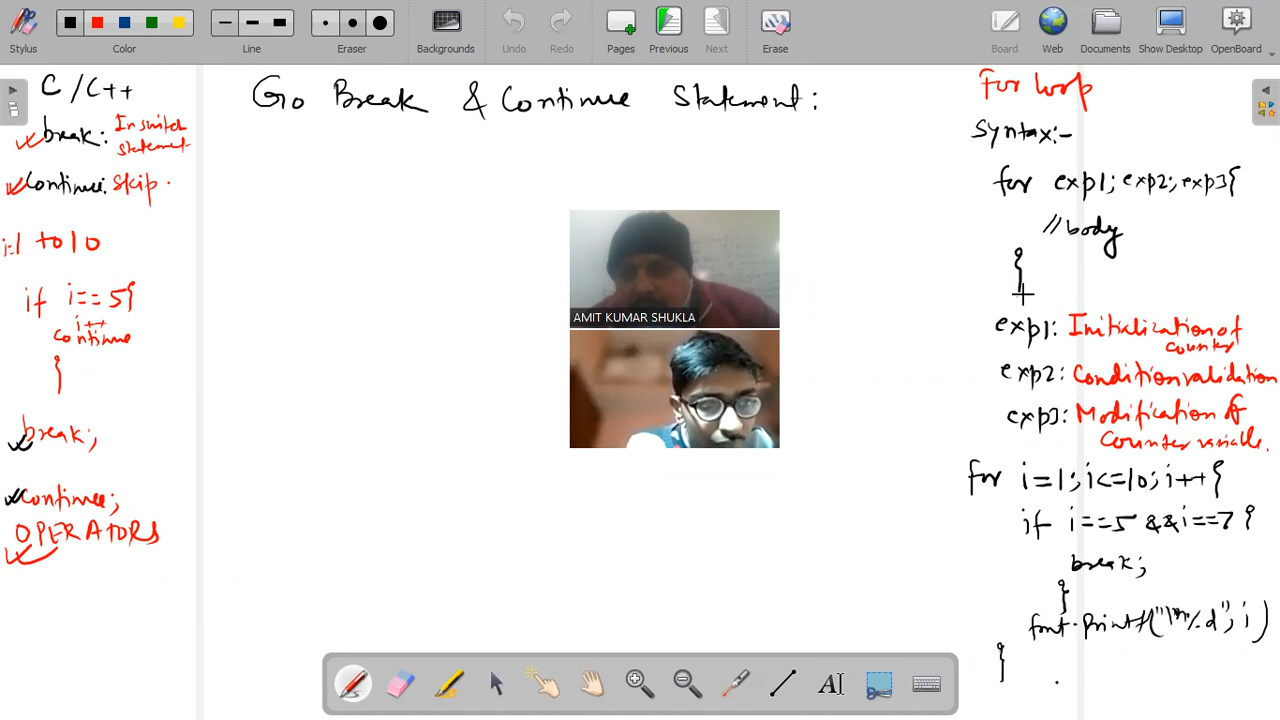 Stylus
Color
Line
Eraser
Backgrounds
Undo
Redo
Pages
Previous
Next
Erase
Board
Web
Documents
Show Desktop
OpenBoard
C /C++
break: In switch
statement
Continue: Skip.
i=1 to 10
if i==5{
i++
continue
}
break;
continue;
OPERATORS
Go Break & Continue Statement:
AMIT KUMAR SHUKLA
For loop
Syntax:-
for exp1; exp2; exp3{
//body
}
exp1: Initialization of
counter
exp2: Condition validation
exp3: Modification of
Counter variable.
for i=1; i<=10; i++{
if i==5 && i==7 {
break;
}
fmt.Printf("\n%d", i)
}